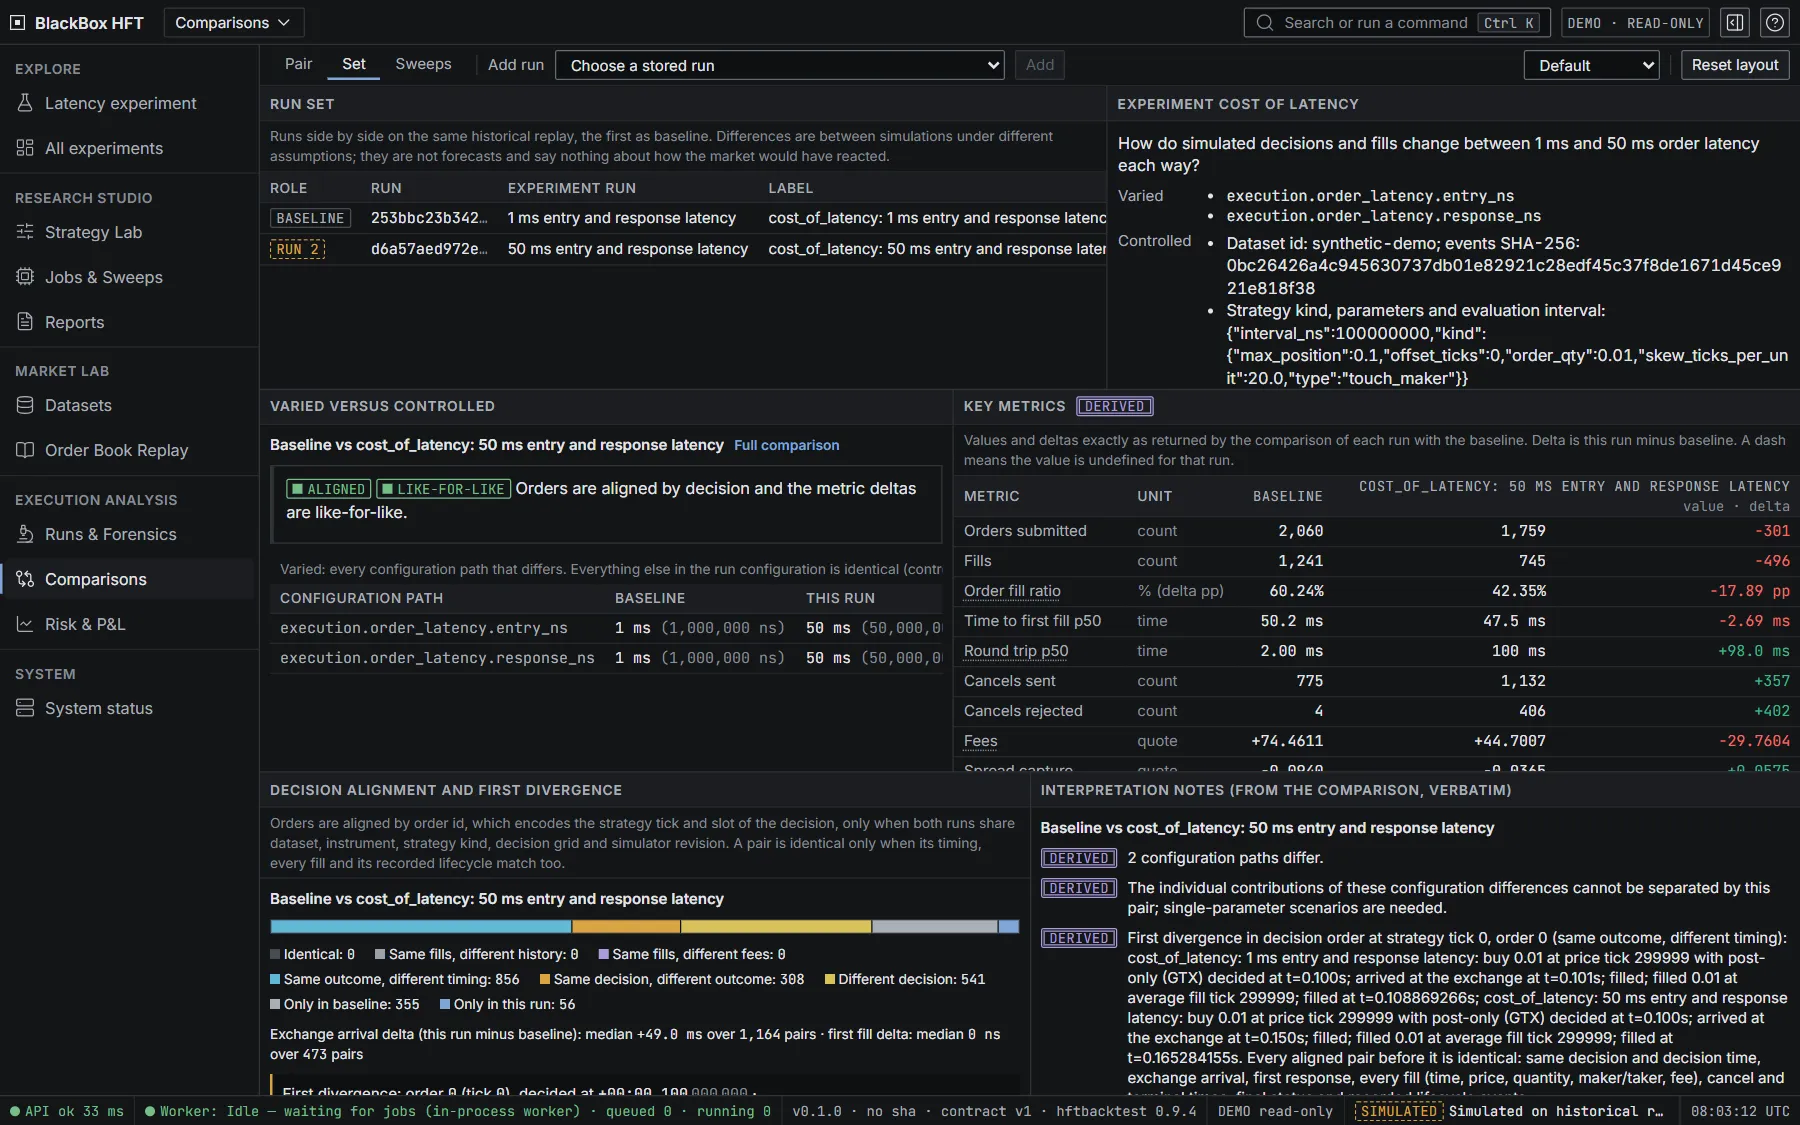 BlackBox HFT
Comparisons
Search or run a command Ctrl K
DEMO · READ-ONLY
EXPLORE
Latency experiment
All experiments
RESEARCH STUDIO
Strategy Lab
Jobs & Sweeps
Reports
MARKET LAB
Datasets
Order Book Replay
EXECUTION ANALYSIS
Runs & Forensics
Comparisons
Risk & P&L
SYSTEM
System status
Pair Set Sweeps Add run Choose a stored run Add
Default Reset layout
RUN SET
Runs side by side on the same historical replay, the first as baseline. Differences are between simulations under different
assumptions; they are not forecasts and say nothing about how the market would have reacted.
ROLE RUN EXPERIMENT RUN LABEL
BASELINE 253bbc23b342… 1 ms entry and response latency cost_of_latency: 1 ms entry and response latenc
RUN 2 d6a57aed972e… 50 ms entry and response latency cost_of_latency: 50 ms entry and response later
EXPERIMENT COST OF LATENCY
How do simulated decisions and fills change between 1 ms and 50 ms order latency
each way?
Varied • execution.order_latency.entry_ns
• execution.order_latency.response_ns
Controlled • Dataset id: synthetic-demo; events SHA-256:
0bc26426a4c945630737db01e82921c28edf45c37f8de1671d45ce9
21e818f38
• Strategy kind, parameters and evaluation interval:
{"interval_ns":100000000,"kind":
{"max_position":0.1,"offset_ticks":0,"order_qty":0.01,"skew_ticks_per_un
it":20.0,"type":"touch_maker"}}
VARIED VERSUS CONTROLLED
Baseline vs cost_of_latency: 50 ms entry and response latency Full comparison
ALIGNED LIKE-FOR-LIKE Orders are aligned by decision and the metric deltas
are like-for-like.
Varied: every configuration path that differs. Everything else in the run configuration is identical (contr
CONFIGURATION PATH BASELINE THIS RUN
execution.order_latency.entry_ns 1 ms (1,000,000 ns) 50 ms (50,000,0
execution.order_latency.response_ns 1 ms (1,000,000 ns) 50 ms (50,000,0
KEY METRICS DERIVED
Values and deltas exactly as returned by the comparison of each run with the baseline. Delta is this run minus baseline. A dash
means the value is undefined for that run.
METRIC UNIT BASELINE COST_OF_LATENCY: 50 MS ENTRY AND RESPONSE LATENCY
value · delta
Orders submitted count 2,060 1,759 -301
Fills count 1,241 745 -496
Order fill ratio % (delta pp) 60.24% 42.35% -17.89 pp
Time to first fill p50 time 50.2 ms 47.5 ms -2.69 ms
Round trip p50 time 2.00 ms 100 ms +98.0 ms
Cancels sent count 775 1,132 +357
Cancels rejected count 4 406 +402
Fees quote +74.4611 +44.7007 -29.7604
Spread capture quote -0.0940 -0.0365 +0.0575
DECISION ALIGNMENT AND FIRST DIVERGENCE
Orders are aligned by order id, which encodes the strategy tick and slot of the decision, only when both runs share
dataset, instrument, strategy kind, decision grid and simulator revision. A pair is identical only when its timing,
every fill and its recorded lifecycle match too.
Baseline vs cost_of_latency: 50 ms entry and response latency
Identical: 0 Same fills, different history: 0 Same fills, different fees: 0
Same outcome, different timing: 856 Same decision, different outcome: 308 Different decision: 541
Only in baseline: 355 Only in this run: 56
Exchange arrival delta (this run minus baseline): median +49.0 ms over 1,164 pairs · first fill delta: median 0 ns
over 473 pairs
First divergence: order 0 (tick 0), decided at +00:00.100 000 000 ·
INTERPRETATION NOTES (FROM THE COMPARISON, VERBATIM)
Baseline vs cost_of_latency: 50 ms entry and response latency
DERIVED 2 configuration paths differ.
DERIVED The individual contributions of these configuration differences cannot be separated by this
pair; single-parameter scenarios are needed.
DERIVED First divergence in decision order at strategy tick 0, order 0 (same outcome, different timing):
cost_of_latency: 1 ms entry and response latency: buy 0.01 at price tick 299999 with post-
only (GTX) decided at t=0.100s; arrived at the exchange at t=0.101s; filled; filled 0.01 at
average fill tick 299999; filled at t=0.108869266s; cost_of_latency: 50 ms entry and response
latency: buy 0.01 at price tick 299999 with post-only (GTX) decided at t=0.100s; arrived at
the exchange at t=0.150s; filled; filled 0.01 at average fill tick 299999; filled at
t=0.165284155s. Every aligned pair before it is identical: same decision and decision time,
exchange arrival, first response, every fill (time, price, quantity, maker/taker, fee), cancel and
API ok 33 ms Worker: Idle — waiting for jobs (in-process worker) · queued 0 · running 0 v0.1.0 · no sha · contract v1 · hftbacktest 0.9.4 DEMO read-only SIMULATED Simulated on historical r… 08:03:12 UTC